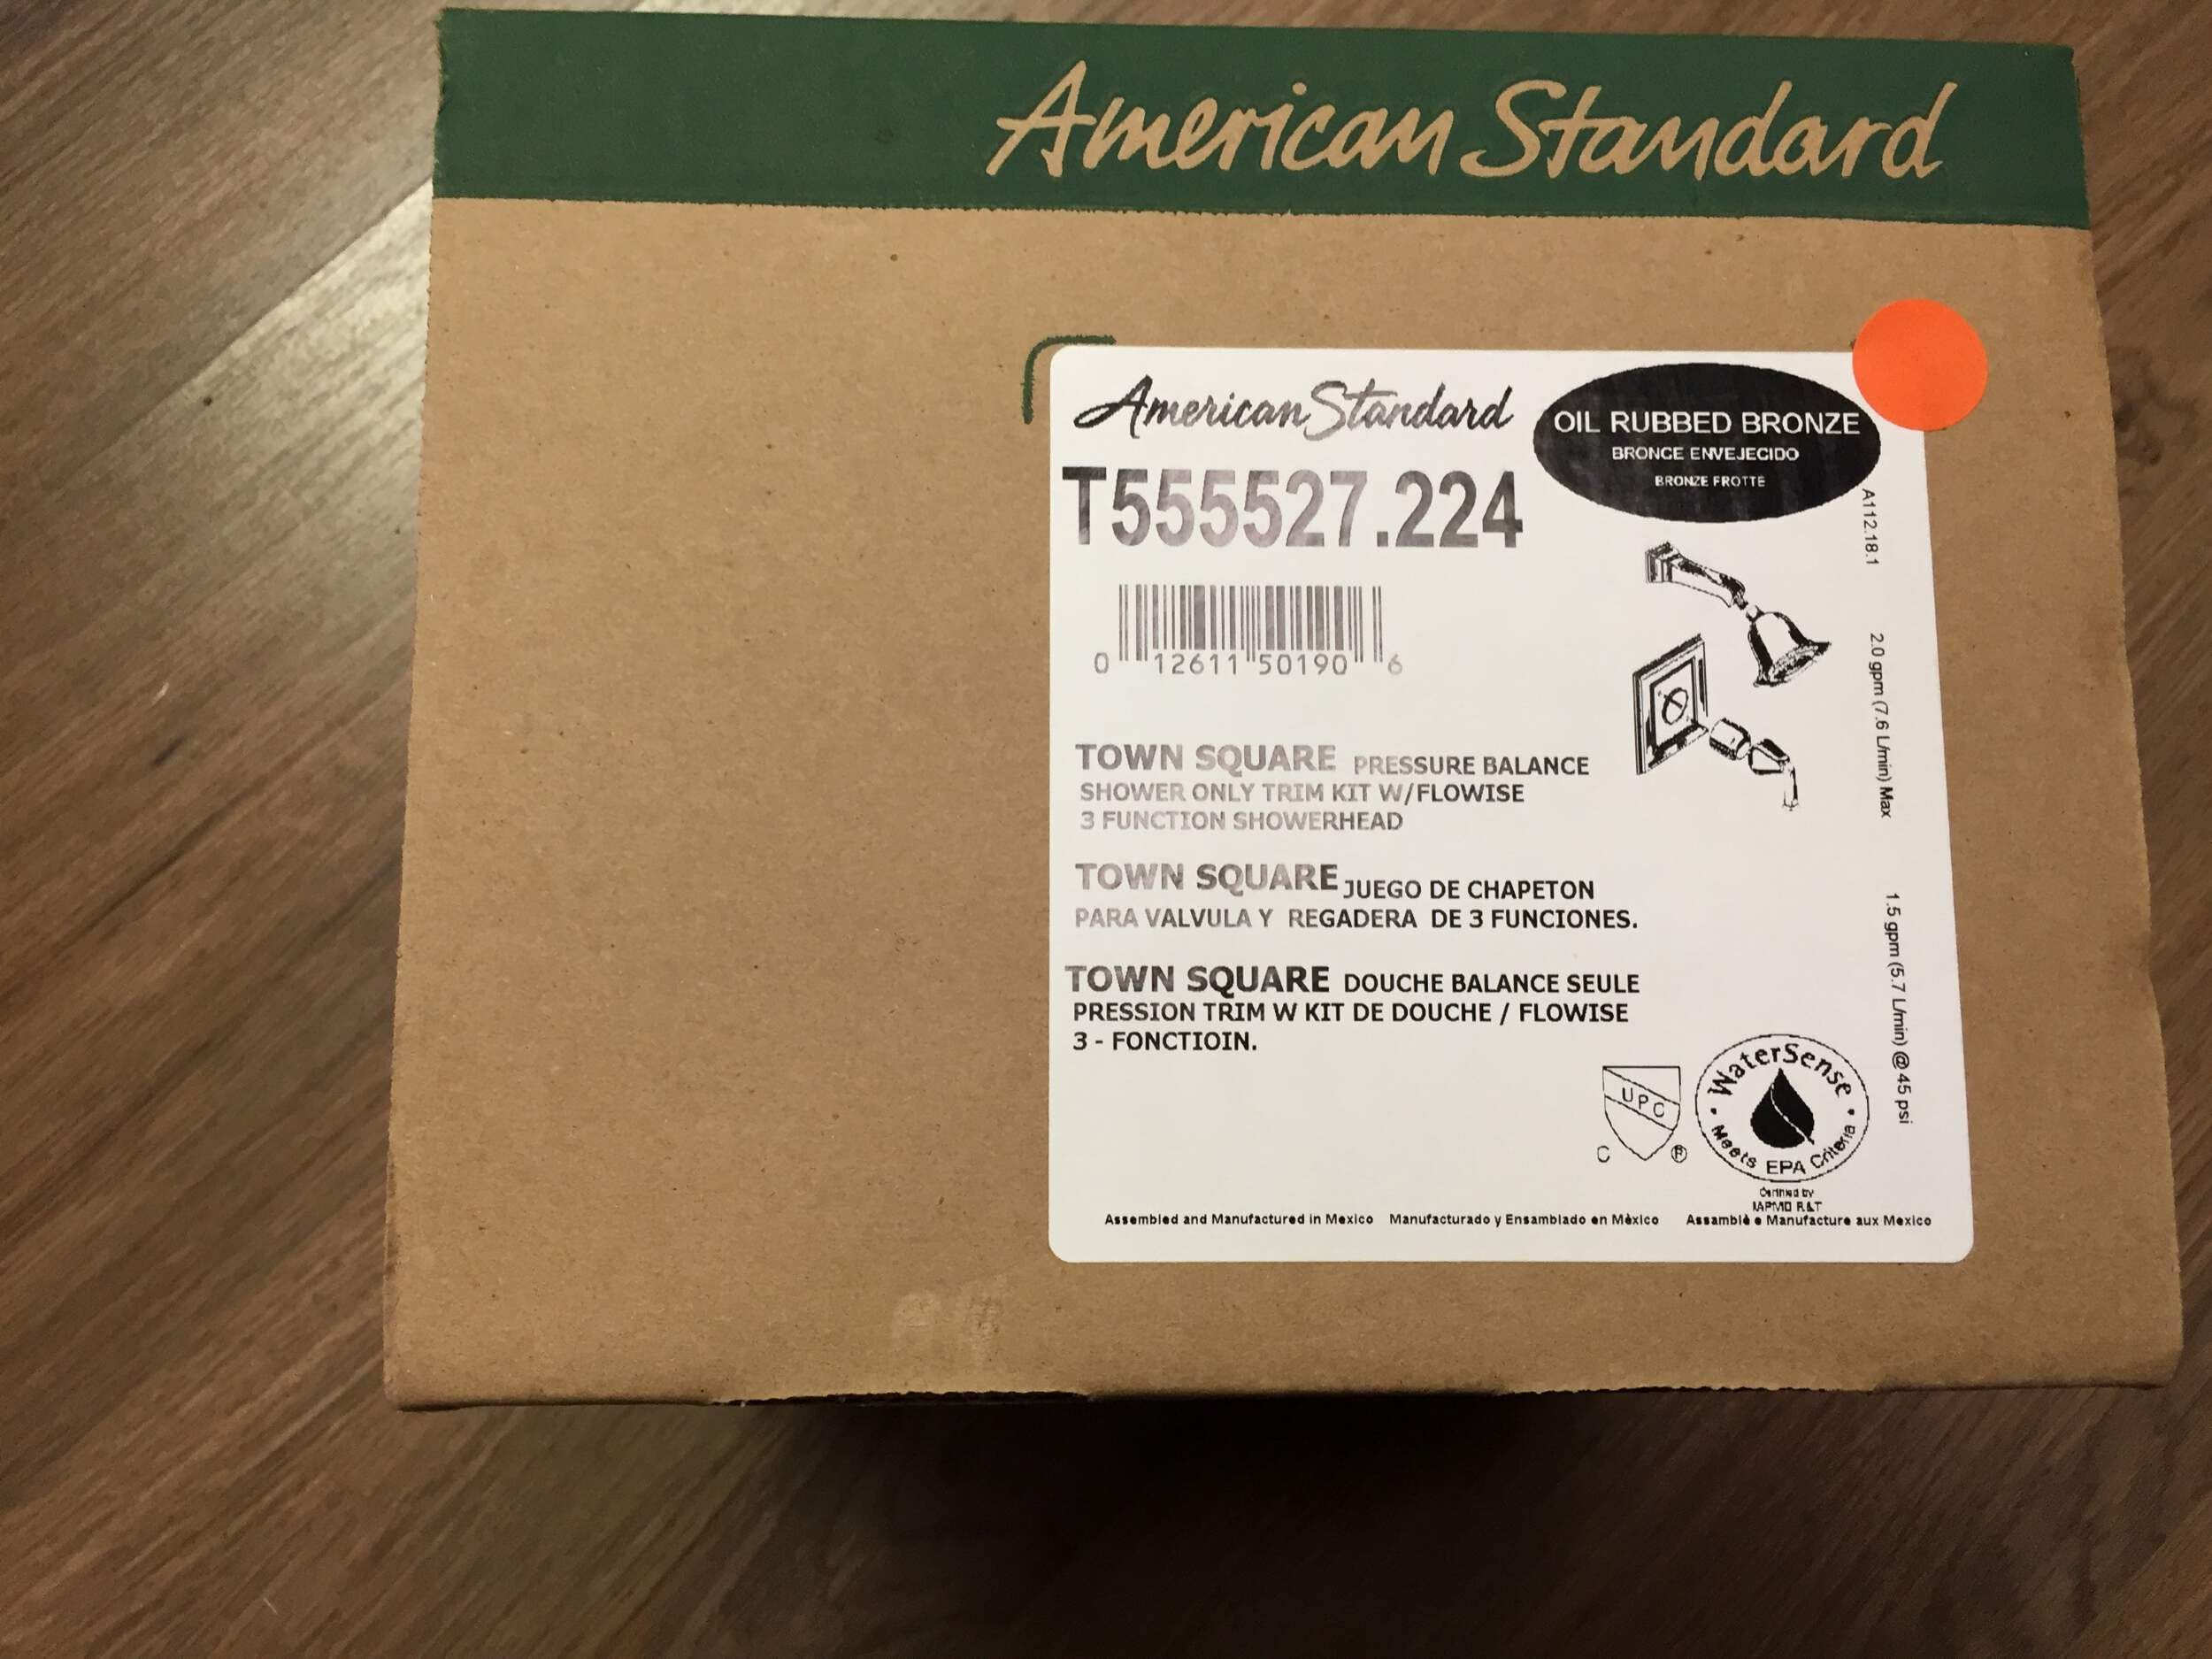 American Standard
American Standard
OIL RUBBED BRONZE
BRONCE ENVEJECIDO
BRONZE FROTTE
T555527.224
A112.18.1
2.0 gpm (7.6 L/min) Max
1.5 gpm (5.7 L/min) @ 45 psi
0 12611 50190 6
TOWN SQUARE PRESSURE BALANCE
SHOWER ONLY TRIM KIT W/FLOWISE
3 FUNCTION SHOWERHEAD
TOWN SQUARE JUEGO DE CHAPETON
PARA VALVULA Y REGADERA DE 3 FUNCIONES.
TOWN SQUARE DOUCHE BALANCE SEULE
PRESSION TRIM W KIT DE DOUCHE / FLOWISE
3 - FONCTIOIN.
UPC
C ®
WaterSense
Meets EPA Criteria
Certified by
IAPMO R&T
Assembled and Manufactured in Mexico Manufacturado y Ensamblado en Mèxico Assamblè e Manufacture aux Mexico